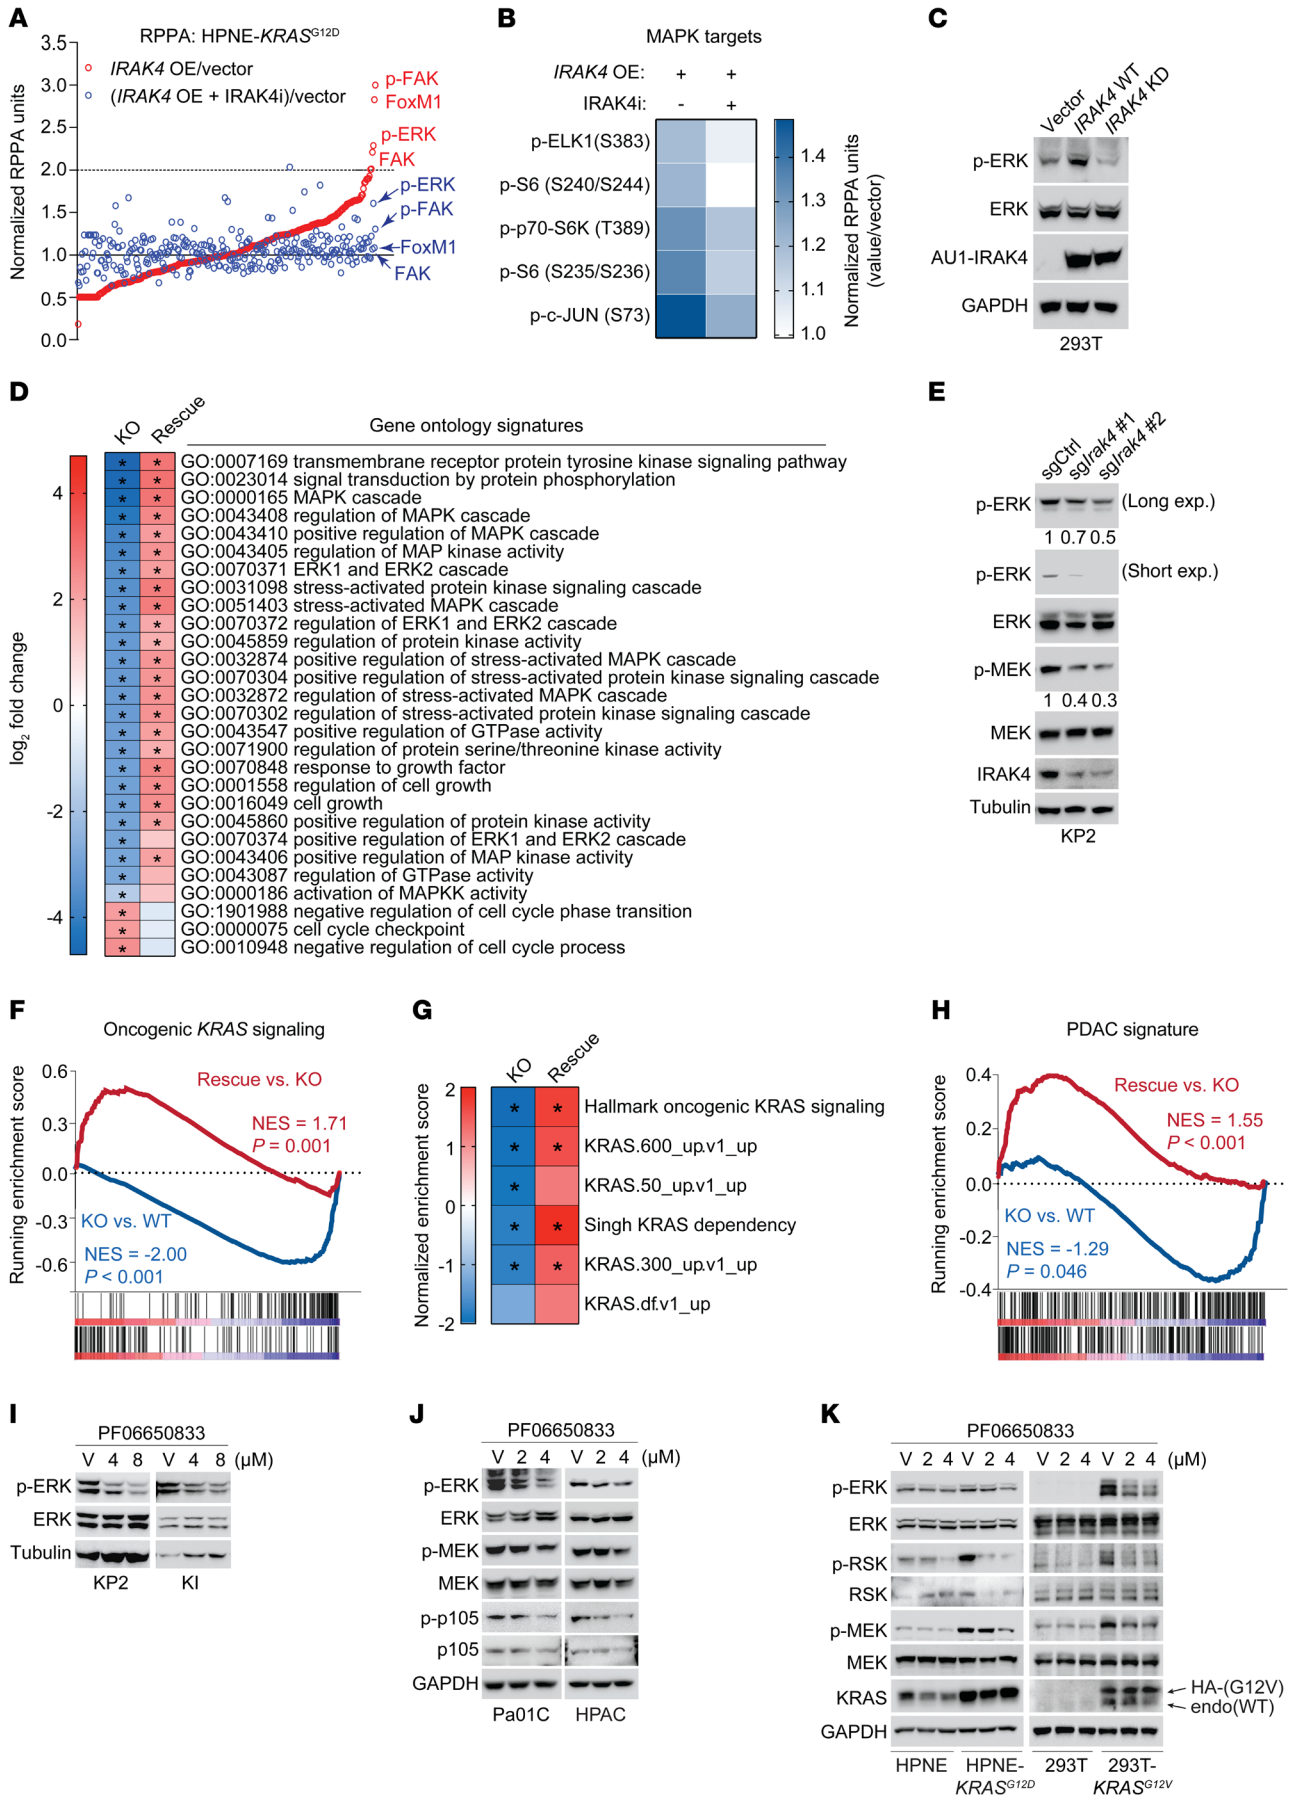 A
RPPA: HPNE-KRASG12D
Normalized RPPA units
3.5
3.0
2.5
2.0
1.5
1.0
0.5
0.0
IRAK4 OE/vector
(IRAK4 OE + IRAK4i)/vector
p-FAK
FoxM1
p-ERK
FAK
p-ERK
p-FAK
FoxM1
FAK
B
MAPK targets
IRAK4 OE: + +
IRAK4i: - +
p-ELK1(S383)
p-S6 (S240/S244)
p-p70-S6K (T389)
p-S6 (S235/S236)
p-c-JUN (S73)
1.4
1.3
1.2
1.1
1.0
Normalized RPPA units
(value/vector)
C
Vector
IRAK4 WT
IRAK4 KD
p-ERK
ERK
AU1-IRAK4
GAPDH
293T
D
KO
Rescue
Gene ontology signatures
log2 fold change
4
2
0
-2
-4
* * GO:0007169 transmembrane receptor protein tyrosine kinase signaling pathway
* * GO:0023014 signal transduction by protein phosphorylation
* * GO:0000165 MAPK cascade
* * GO:0043408 regulation of MAPK cascade
* * GO:0043410 positive regulation of MAPK cascade
* * GO:0043405 regulation of MAP kinase activity
* * GO:0070371 ERK1 and ERK2 cascade
* * GO:0031098 stress-activated protein kinase signaling cascade
* * GO:0051403 stress-activated MAPK cascade
* * GO:0070372 regulation of ERK1 and ERK2 cascade
* * GO:0045859 regulation of protein kinase activity
* * GO:0032874 positive regulation of stress-activated MAPK cascade
* * GO:0070304 positive regulation of stress-activated protein kinase signaling cascade
* * GO:0032872 regulation of stress-activated MAPK cascade
* * GO:0070302 regulation of stress-activated protein kinase signaling cascade
* * GO:0043547 positive regulation of GTPase activity
* * GO:0071900 regulation of protein serine/threonine kinase activity
* * GO:0070848 response to growth factor
* * GO:0001558 regulation of cell growth
* * GO:0016049 cell growth
* * GO:0045860 positive regulation of protein kinase activity
* GO:0070374 positive regulation of ERK1 and ERK2 cascade
* * GO:0043406 positive regulation of MAP kinase activity
* GO:0043087 regulation of GTPase activity
* GO:0000186 activation of MAPKK activity
* GO:1901988 negative regulation of cell cycle phase transition
* GO:0000075 cell cycle checkpoint
* GO:0010948 negative regulation of cell cycle process
E
sgCtrl
sgIrak4 #1
sgIrak4 #2
p-ERK (Long exp.)
1 0.7 0.5
p-ERK (Short exp.)
ERK
p-MEK
1 0.4 0.3
MEK
IRAK4
Tubulin
KP2
F
Oncogenic KRAS signaling
Running enrichment score
0.6
0.3
0.0
-0.3
-0.6
Rescue vs. KO
NES = 1.71
P = 0.001
KO vs. WT
NES = -2.00
P < 0.001
G
KO
Rescue
Normalized enrichment score
2
1
0
-1
-2
* * Hallmark oncogenic KRAS signaling
* * KRAS.600_up.v1_up
* KRAS.50_up.v1_up
* * Singh KRAS dependency
* * KRAS.300_up.v1_up
KRAS.df.v1_up
H
PDAC signature
Running enrichment score
0.4
0.2
0.0
-0.2
-0.4
Rescue vs. KO
NES = 1.55
P < 0.001
KO vs. WT
NES = -1.29
P = 0.046
I
PF06650833
V 4 8 V 4 8 (μM)
p-ERK
ERK
Tubulin
KP2 KI
J
PF06650833
V 2 4 V 2 4 (μM)
p-ERK
ERK
p-MEK
MEK
p-p105
p105
GAPDH
Pa01C HPAC
K
PF06650833
V 2 4 V 2 4 V 2 4 V 2 4 (μM)
p-ERK
ERK
p-RSK
RSK
p-MEK
MEK
KRAS
HA-(G12V)
endo(WT)
GAPDH
HPNE HPNE- 293T 293T-
KRASG12D KRASG12V